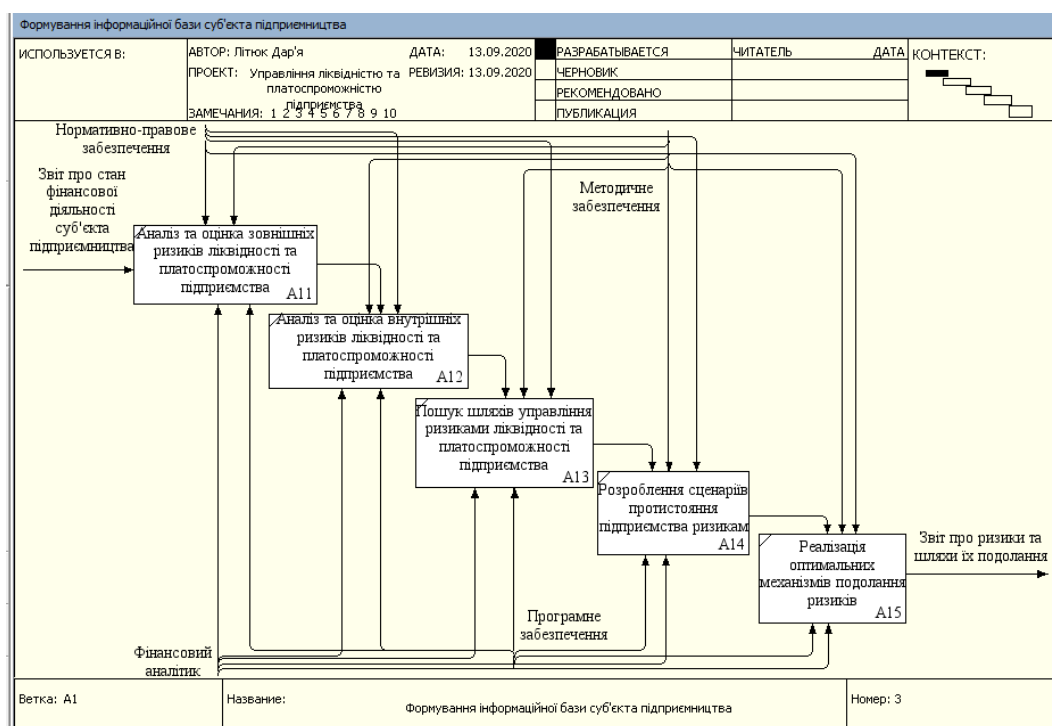 Формування інформаційної бази суб'єкта підприємництва
ИСПОЛЬЗУЕТСЯ В:
АВТОР: Літюк Дар'я
ДАТА: 13.09.2020
ПРОЕКТ: Управління ліквідністю та
платоспроможністю
підприємства
РЕВИЗИЯ: 13.09.2020
ЗАМЕЧАНИЯ: 1 2 3 4 5 6 7 8 9 10
РАЗРАБАТЫВАЕТСЯ
ЧЕРНОВИК
РЕКОМЕНДОВАНО
ПУБЛИКАЦИЯ
ЧИТАТЕЛЬ
ДАТА
КОНТЕКСТ:
Нормативно-правове
забезпечення
Звіт про стан
фінансової
діяльності
суб'єкта
підприємництва
Методичне
забезпечення
Аналіз та оцінка зовнішніх
ризиків ліквідності та
платоспроможності
підприємства
A11
Аналіз та оцінка внутрішніх
ризиків ліквідності та
платоспроможності
підприємства
A12
Пошук шляхів управління
ризиками ліквідності та
платоспроможності
підприємства
A13
Розроблення сценаріїв
протистояння
підприємства ризикам
A14
Реалізація
оптимальних
механізмів подолання
ризиків
A15
Звіт про ризики та
шляхи їх подолання
Програмне
забезпечення
Фінансовий
аналітик
Ветка: A1
Название:
Формування інформаційної бази суб'єкта підприємництва
Номер: 3